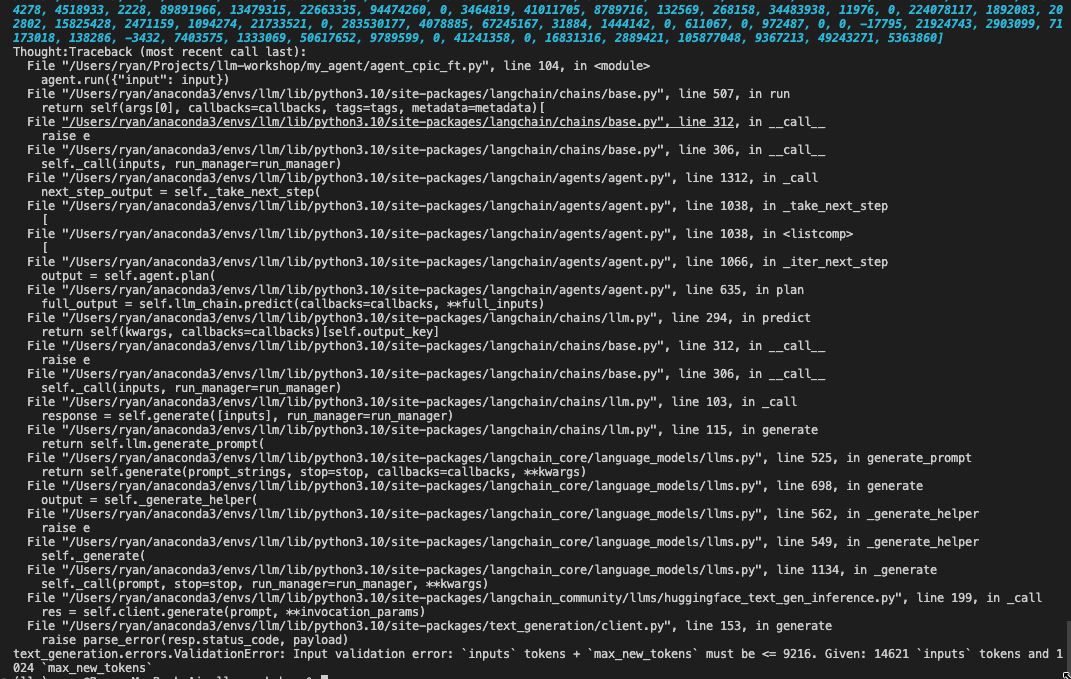 4278, 4518933, 2228, 89891966, 13479315, 22663335, 94474260, 0, 3464819, 41011705, 8789716, 132569, 268158, 34483938, 11976, 0, 224078117, 1892083, 20
2802, 15825428, 2471159, 1094274, 21733521, 0, 283530177, 4078885, 67245167, 31884, 1444142, 0, 611067, 0, 972487, 0, 0, -17795, 21924743, 2903099, 71
173018, 138286, -3432, 7403575, 1333069, 50617652, 9789599, 0, 41241358, 0, 16831316, 2889421, 105877048, 9367213, 49243271, 5363860]
Thought:Traceback (most recent call last):
  File "/Users/ryan/Projects/llm-workshop/my_agent/agent_cpic_ft.py", line 104, in <module>
    agent.run({"input": input})
  File "/Users/ryan/anaconda3/envs/llm/lib/python3.10/site-packages/langchain/chains/base.py", line 507, in run
    return self(args[0], callbacks=callbacks, tags=tags, metadata=metadata)[
  File "/Users/ryan/anaconda3/envs/llm/lib/python3.10/site-packages/langchain/chains/base.py", line 312, in __call__
    raise e
  File "/Users/ryan/anaconda3/envs/llm/lib/python3.10/site-packages/langchain/chains/base.py", line 306, in __call__
    self._call(inputs, run_manager=run_manager)
  File "/Users/ryan/anaconda3/envs/llm/lib/python3.10/site-packages/langchain/agents/agent.py", line 1312, in _call
    next_step_output = self._take_next_step(
  File "/Users/ryan/anaconda3/envs/llm/lib/python3.10/site-packages/langchain/agents/agent.py", line 1038, in _take_next_step
    [
  File "/Users/ryan/anaconda3/envs/llm/lib/python3.10/site-packages/langchain/agents/agent.py", line 1038, in <listcomp>
    [
  File "/Users/ryan/anaconda3/envs/llm/lib/python3.10/site-packages/langchain/agents/agent.py", line 1066, in _iter_next_step
    output = self.agent.plan(
  File "/Users/ryan/anaconda3/envs/llm/lib/python3.10/site-packages/langchain/agents/agent.py", line 635, in plan
    full_output = self.llm_chain.predict(callbacks=callbacks, **full_inputs)
  File "/Users/ryan/anaconda3/envs/llm/lib/python3.10/site-packages/langchain/chains/llm.py", line 294, in predict
    return self(kwargs, callbacks=callbacks)[self.output_key]
  File "/Users/ryan/anaconda3/envs/llm/lib/python3.10/site-packages/langchain/chains/base.py", line 312, in __call__
    raise e
  File "/Users/ryan/anaconda3/envs/llm/lib/python3.10/site-packages/langchain/chains/base.py", line 306, in __call__
    self._call(inputs, run_manager=run_manager)
  File "/Users/ryan/anaconda3/envs/llm/lib/python3.10/site-packages/langchain/chains/llm.py", line 103, in _call
    response = self.generate([inputs], run_manager=run_manager)
  File "/Users/ryan/anaconda3/envs/llm/lib/python3.10/site-packages/langchain/chains/llm.py", line 115, in generate
    return self.llm.generate_prompt(
  File "/Users/ryan/anaconda3/envs/llm/lib/python3.10/site-packages/langchain_core/language_models/llms.py", line 525, in generate_prompt
    return self.generate(prompt_strings, stop=stop, callbacks=callbacks, **kwargs)
  File "/Users/ryan/anaconda3/envs/llm/lib/python3.10/site-packages/langchain_core/language_models/llms.py", line 698, in generate
    output = self._generate_helper(
  File "/Users/ryan/anaconda3/envs/llm/lib/python3.10/site-packages/langchain_core/language_models/llms.py", line 562, in _generate_helper
    raise e
  File "/Users/ryan/anaconda3/envs/llm/lib/python3.10/site-packages/langchain_core/language_models/llms.py", line 549, in _generate_helper
    self._generate(
  File "/Users/ryan/anaconda3/envs/llm/lib/python3.10/site-packages/langchain_core/language_models/llms.py", line 1134, in _generate
    self._call(prompt, stop=stop, run_manager=run_manager, **kwargs)
  File "/Users/ryan/anaconda3/envs/llm/lib/python3.10/site-packages/langchain_community/llms/huggingface_text_gen_inference.py", line 199, in _call
    res = self.client.generate(prompt, **invocation_params)
  File "/Users/ryan/anaconda3/envs/llm/lib/python3.10/site-packages/text_generation/client.py", line 153, in generate
    raise parse_error(resp.status_code, payload)
text_generation.errors.ValidationError: Input validation error: `inputs` tokens + `max_new_tokens` must be <= 9216. Given: 14621 `inputs` tokens and 1
024 `max_new_tokens`